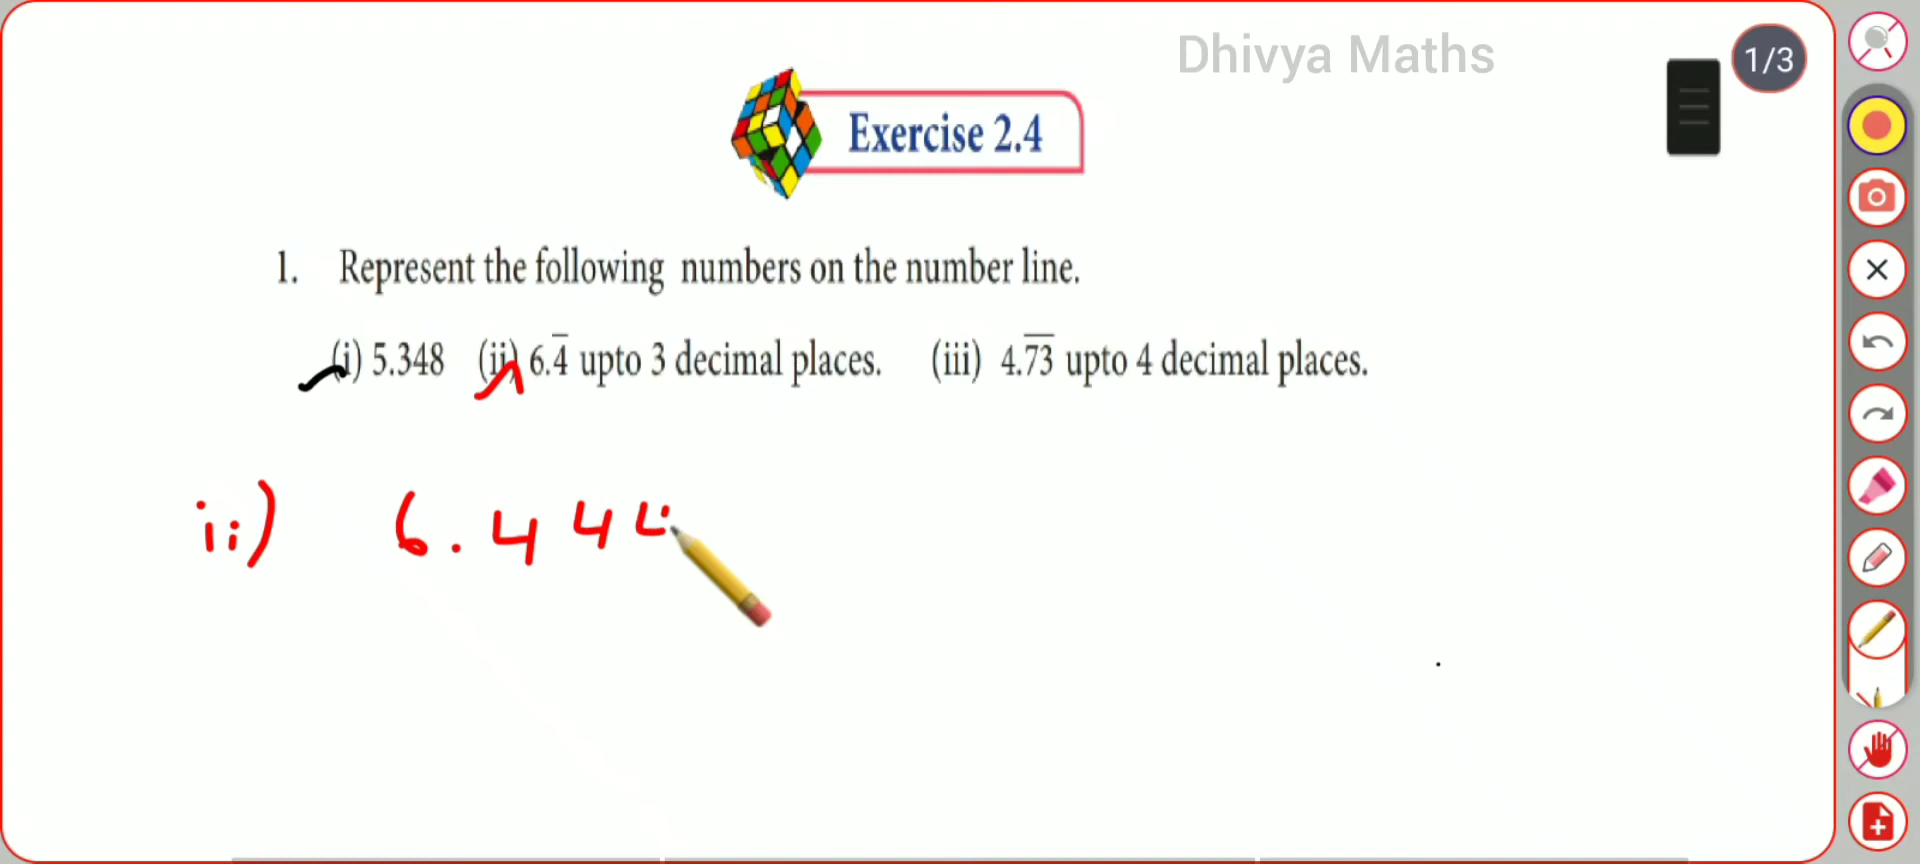 Dhivya Maths
1/3
Exercise 2.4
1. Represent the following numbers on the number line.
(i) 5.348 (ii) 6.4̅ upto 3 decimal places. (iii) 4.7̅3̅ upto 4 decimal places.
ii) 6.444